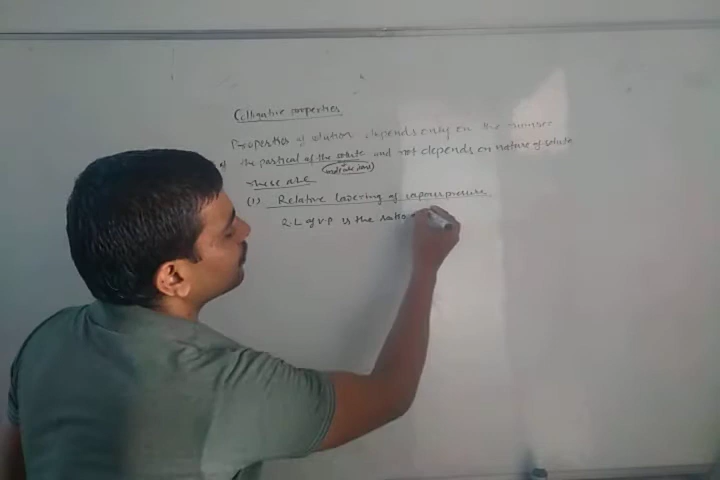 Colligative properties
Properties of solution depends only on the number
of the partical of the solute and not depends on nature of solute
(molecules/ions)
These are
(1) Relative lowering of vapour pressure
R.L of V.P is the ratio